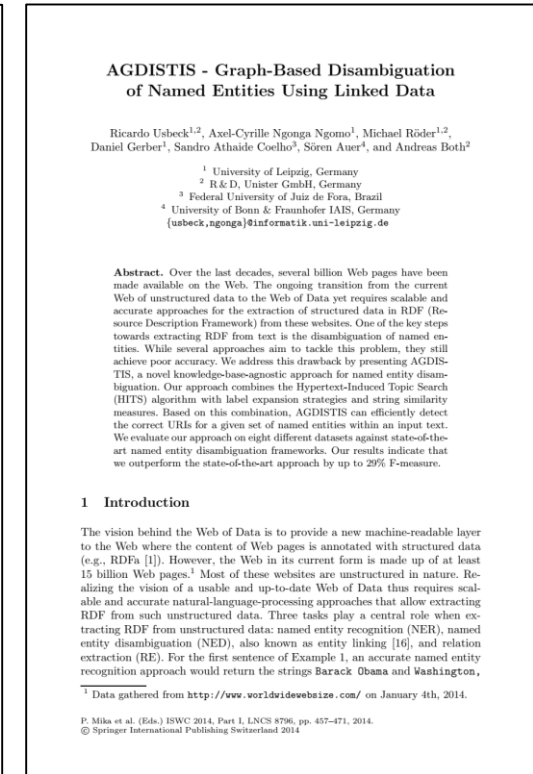 AGDISTIS - Graph-Based Disambiguation
of Named Entities Using Linked Data
Ricardo Usbeck1,2, Axel-Cyrille Ngonga Ngomo1, Michael Röder1,2,
Daniel Gerber1, Sandro Athaide Coelho3, Sören Auer4, and Andreas Both2
1 University of Leipzig, Germany
2 R & D, Unister GmbH, Germany
3 Federal University of Juiz de Fora, Brazil
4 University of Bonn & Fraunhofer IAIS, Germany
{usbeck,ngonga}@informatik.uni-leipzig.de
Abstract. Over the last decades, several billion Web pages have been
made available on the Web. The ongoing transition from the current
Web of unstructured data to the Web of Data yet requires scalable and
accurate approaches for the extraction of structured data in RDF (Re-
source Description Framework) from these websites. One of the key steps
towards extracting RDF from text is the disambiguation of named en-
tities. While several approaches aim to tackle this problem, they still
achieve poor accuracy. We address this drawback by presenting AGDIS-
TIS, a novel knowledge-base-agnostic approach for named entity disam-
biguation. Our approach combines the Hypertext-Induced Topic Search
(HITS) algorithm with label expansion strategies and string similarity
measures. Based on this combination, AGDISTIS can efficiently detect
the correct URIs for a given set of named entities within an input text.
We evaluate our approach on eight different datasets against state-of-the-
art named entity disambiguation frameworks. Our results indicate that
we outperform the state-of-the-art approach by up to 29% F-measure.
1 Introduction
The vision behind the Web of Data is to provide a new machine-readable layer
to the Web where the content of Web pages is annotated with structured data
(e.g., RDFa [1]). However, the Web in its current form is made up of at least
15 billion Web pages.1 Most of these websites are unstructured in nature. Re-
alizing the vision of a usable and up-to-date Web of Data thus requires scal-
able and accurate natural-language-processing approaches that allow extracting
RDF from such unstructured data. Three tasks play a central role when ex-
tracting RDF from unstructured data: named entity recognition (NER), named
entity disambiguation (NED), also known as entity linking [16], and relation
extraction (RE). For the first sentence of Example 1, an accurate named entity
recognition approach would return the strings Barack Obama and Washington,
1 Data gathered from http://www.worldwidewebsize.com/ on January 4th, 2014.
P. Mika et al. (Eds.) ISWC 2014, Part I, LNCS 8796, pp. 457–471, 2014.
© Springer International Publishing Switzerland 2014